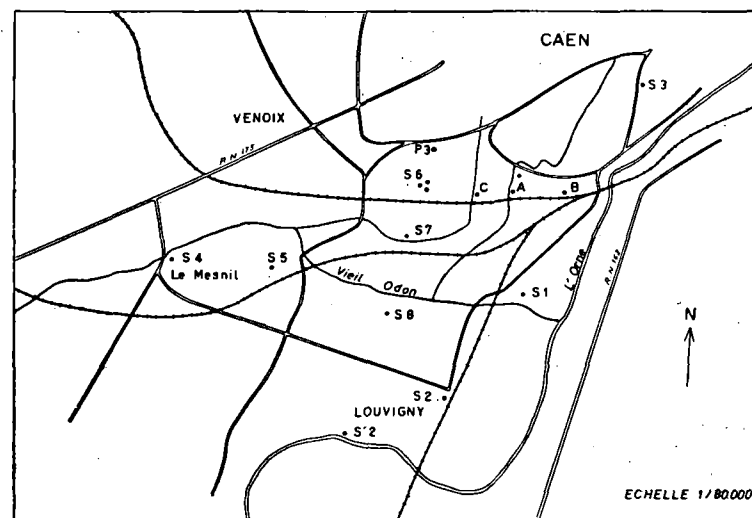 CAEN
S3
VENOIX
R N 175
P3
S6
C
A
B
S7
S4
Le Mesnil
S5
Vieil Odon
S1
L'Orne
S8
N
S2
LOUVIGNY
S'2
ECHELLE 1/80.000